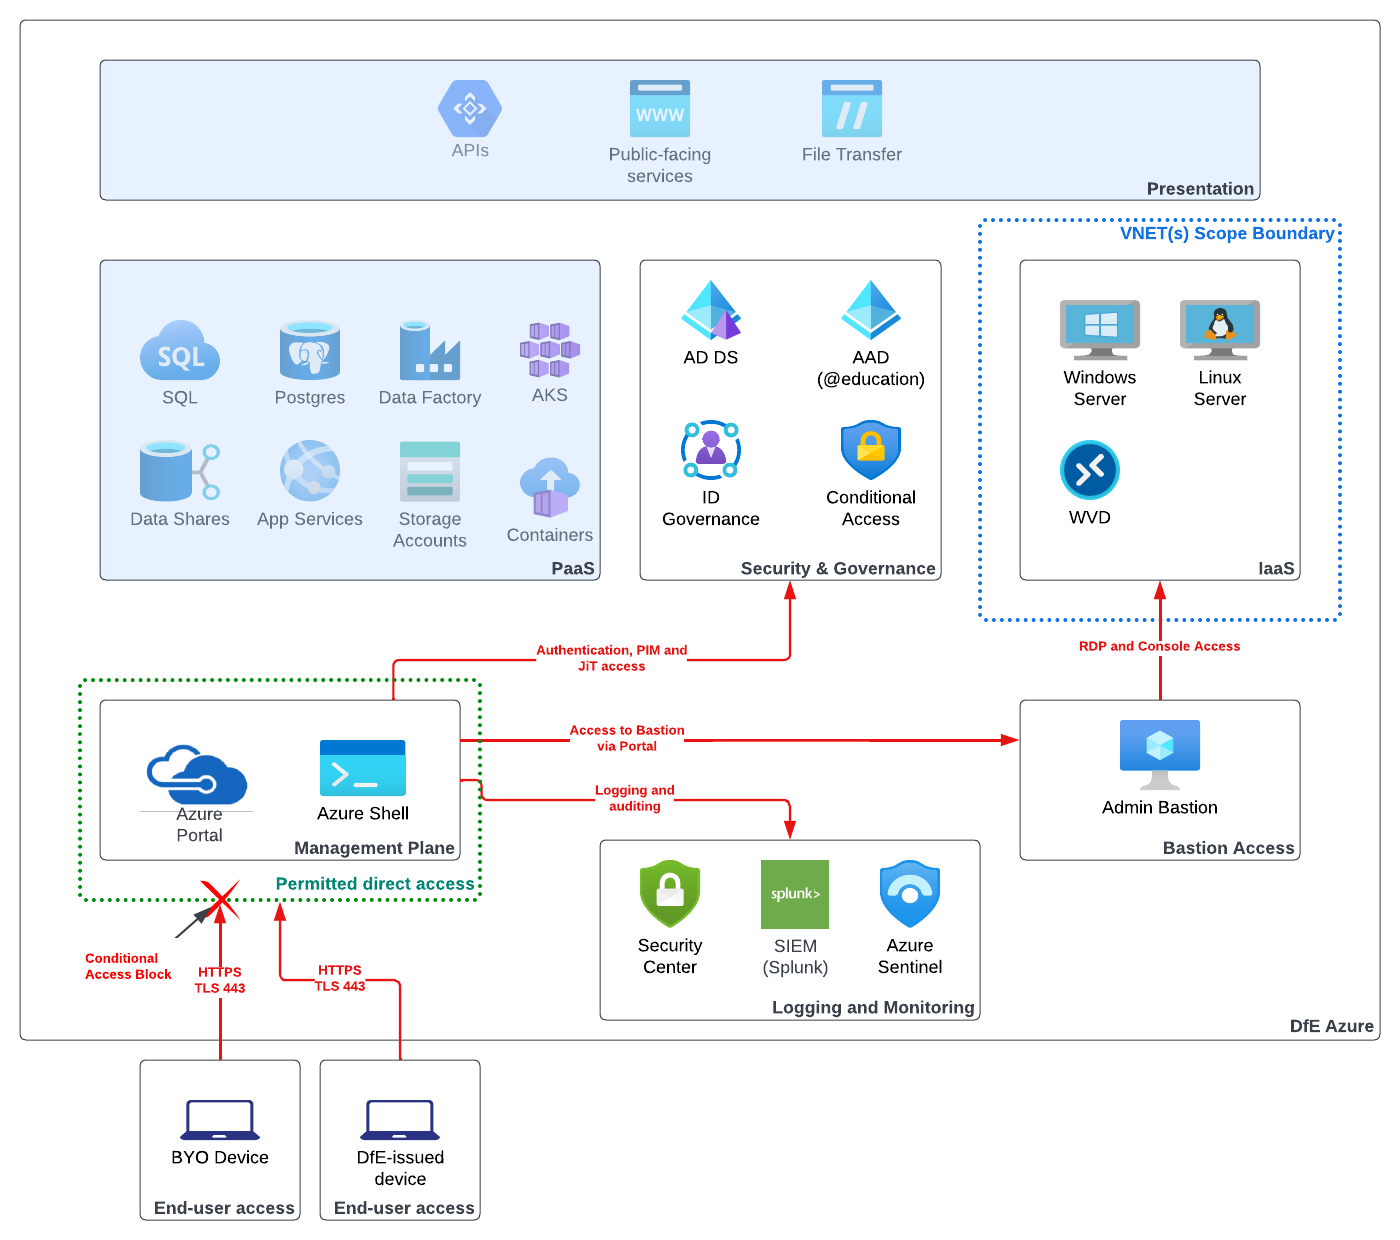 WWW
APIs
Public-facing
services
File Transfer
Presentation
VNET(s) Scope Boundary
SQL
SQL
Postgres
Data Factory
AKS
Data Shares
App Services
Storage
Accounts
Containers
PaaS
AD DS
AAD
(@education)
ID
Governance
Conditional
Access
Security & Governance
Windows
Server
Linux
Server
WVD
IaaS
Authentication, PIM and
JiT access
RDP and Console Access
Access to Bastion
via Portal
Logging and
auditing
Azure
Portal
Azure Shell
Management Plane
Permitted direct access
Admin Bastion
Bastion Access
Conditional
Access Block
HTTPS
TLS 443
HTTPS
TLS 443
splunk>
Security
Center
SIEM
(Splunk)
Azure
Sentinel
Logging and Monitoring
DfE Azure
BYO Device
End-user access
DfE-issued
device
End-user access